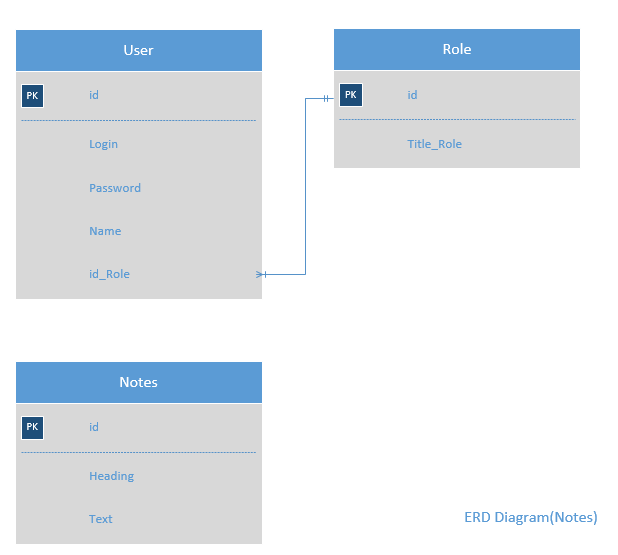 User
PK
id
Login
Password
Name
id_Role
Role
PK
id
Title_Role
Notes
PK
id
Heading
Text
ERD Diagram(Notes)